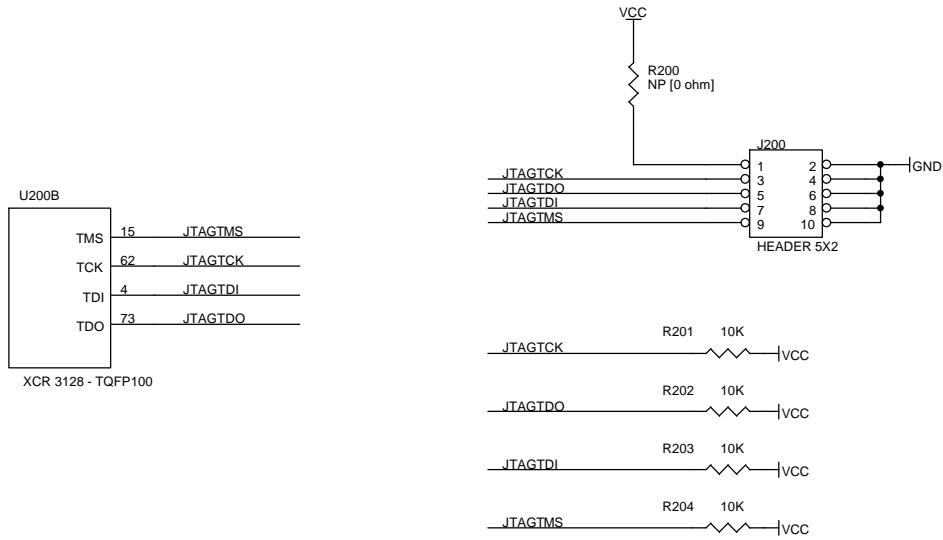 VCC
R200
NP [0 ohm]
J200
1 2
3 4
5 6
7 8
9 10
HEADER 5X2
GND
JTAGTCK
JTAGTDO
JTAGTDI
JTAGTMS
U200B
TMS 15 JTAGTMS
TCK 62 JTAGTCK
TDI 4 JTAGTDI
TDO 73 JTAGTDO
XCR 3128 - TQFP100
R201 10K
JTAGTCK VCC
R202 10K
JTAGTDO VCC
R203 10K
JTAGTDI VCC
R204 10K
JTAGTMS VCC